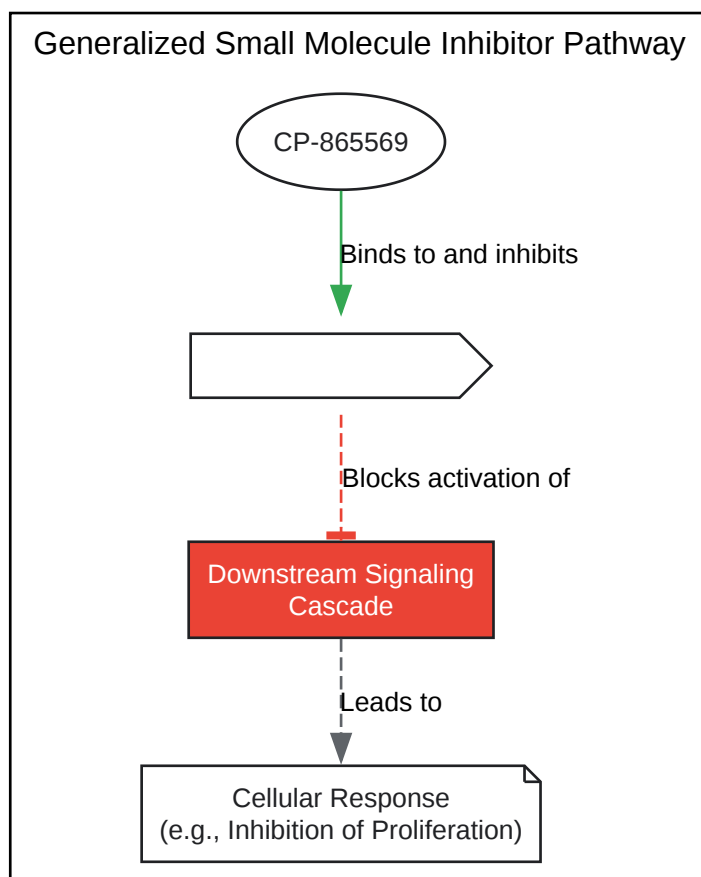 Generalized Small Molecule Inhibitor Pathway
CP-865569
Binds to and inhibits
Blocks activation of
Downstream Signaling
Cascade
Leads to
Cellular Response
(e.g., Inhibition of Proliferation)